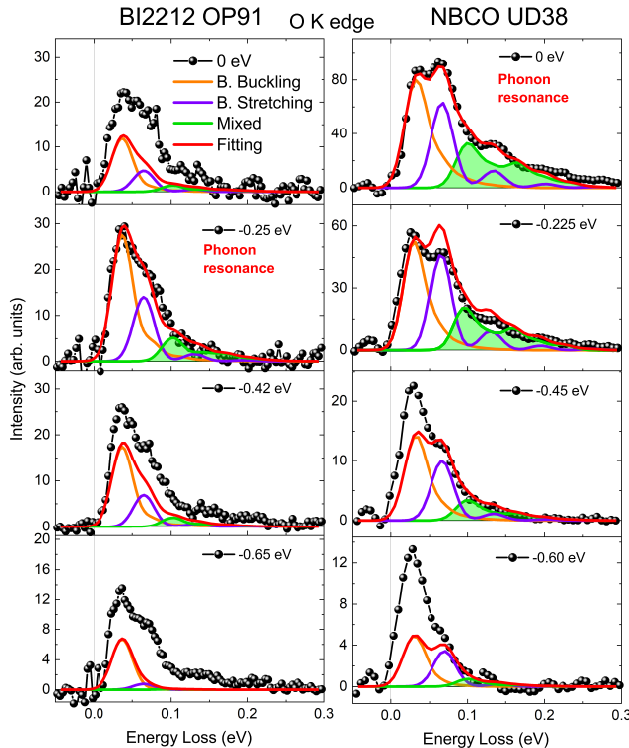 BI2212 OP91 O K edge NBCO UD38
30
20
10
0
0 eV
B. Buckling
B. Stretching
Mixed
Fitting
80
40
0
0 eV
Phonon
resonance
30
20
10
0
-0.25 eV
Phonon
resonance
60
30
0
-0.225 eV
30
20
10
0
-0.42 eV
20
10
0
-0.45 eV
20
16
12
8
4
0
-0.65 eV
12
8
4
0
-0.60 eV
Intensity (arb. units)
0.0 0.1 0.2 0.3
0.0 0.1 0.2 0.3
Energy Loss (eV)
Energy Loss (eV)